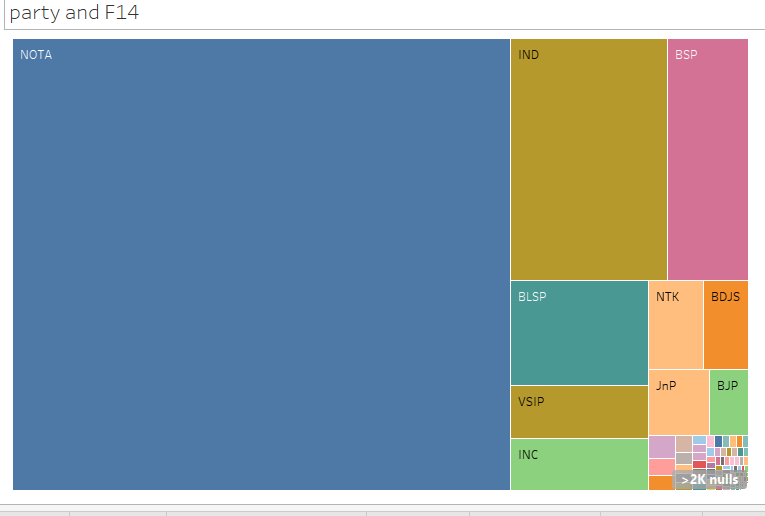 party and F14
NOTA
IND
BSP
BLSP
NTK
BDJS
JnP
BJP
VSIP
INC
>2K nulls